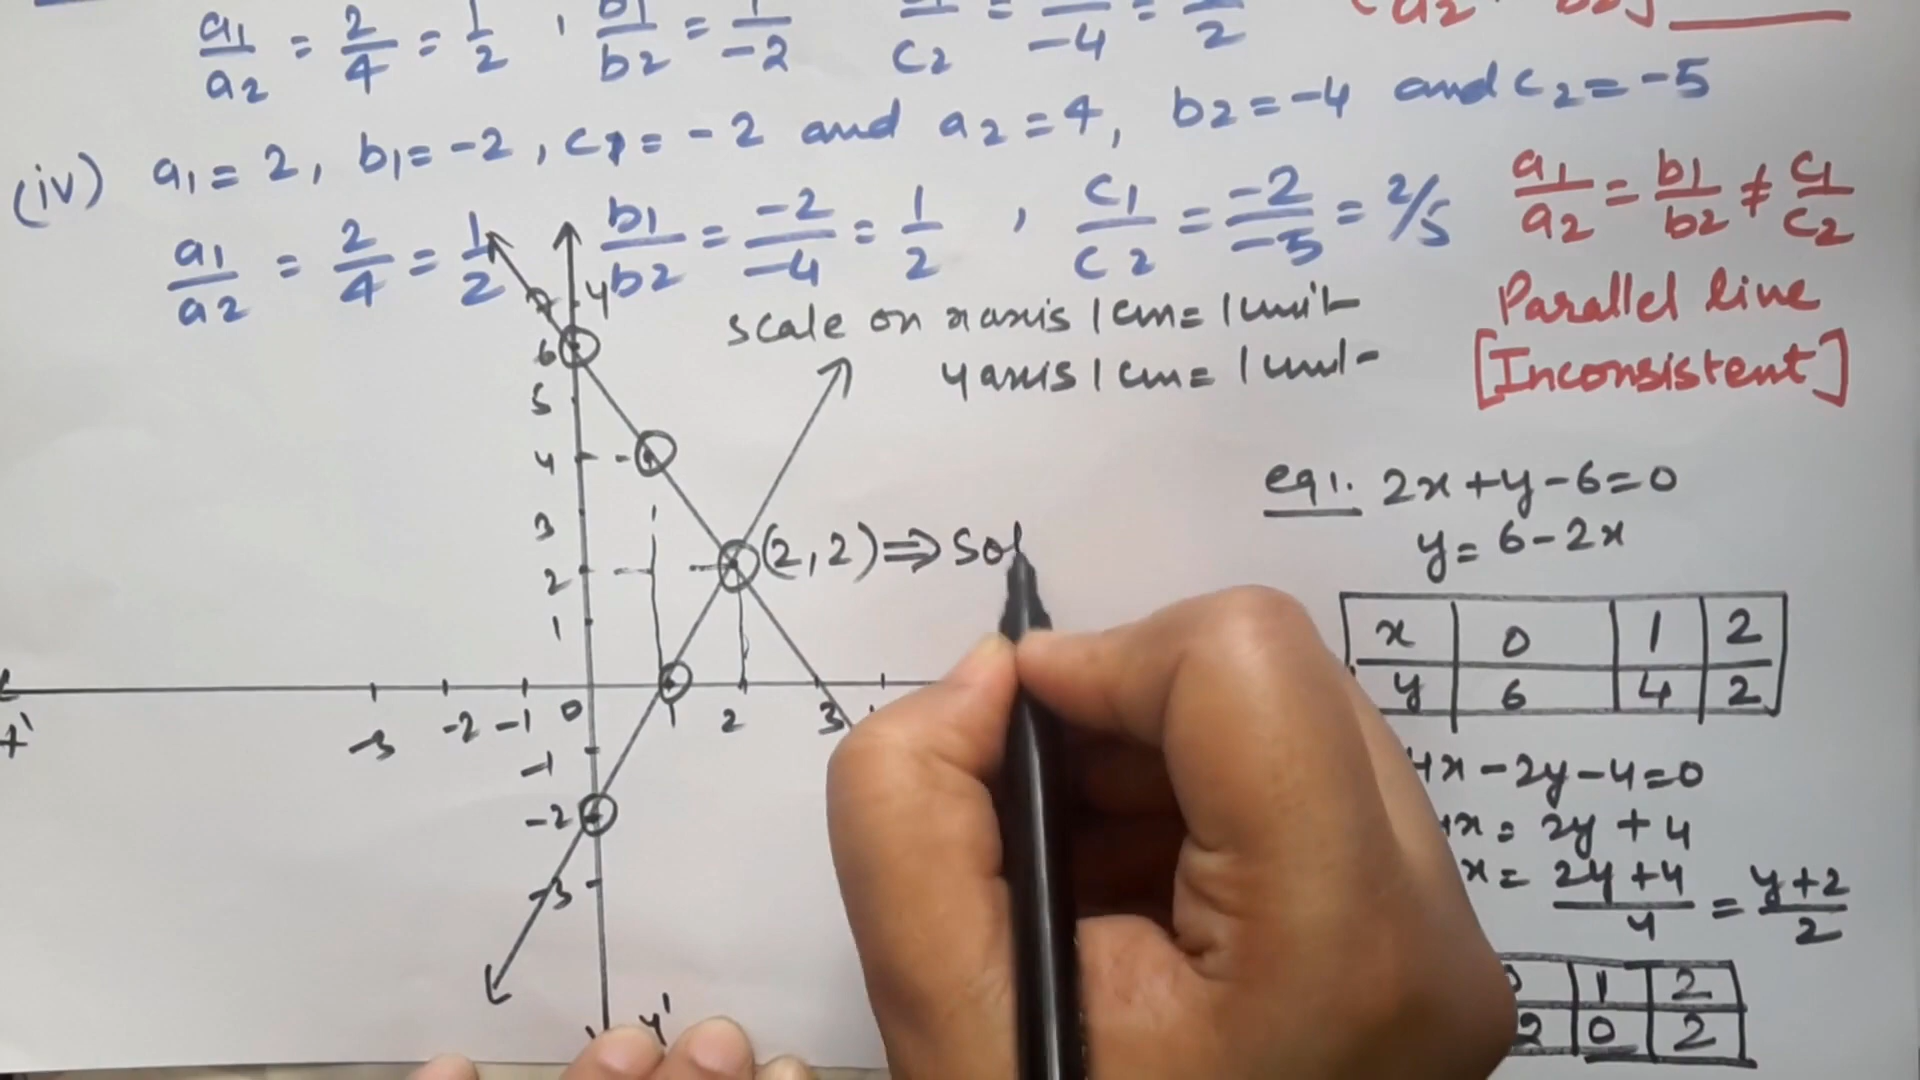 a1/a2 = 2/4 = 1/2 , b1/b2 = 1/-2 c1/c2 = /-4 = /2
(iv) a1 = 2, b1 = -2, c1 = -2 and a2 = 4, b2 = -4 and c2 = -5
a1/a2 = 2/4 = 1/2 b1/b2 = -2/-4 = 1/2 , c1/c2 = -2/-5 = 2/5
a1/a2 = b1/b2 ≠ c1/c2
Parallel line
[Inconsistent]
scale on x axis 1cm = 1 unit
y axis 1cm = 1 unit
y
7
6
5
4
3
2
1
(2,2) ⇒ Sol
x'
-3 -2 -1 0 1 2 3
-1
-2
-3
y'
eq1. 2x + y - 6 = 0
y = 6 - 2x
x 0 1 2
y 6 4 2
4x - 2y - 4 = 0
4x = 2y + 4
x = 2y + 4/4 = y + 2/2
0 1 2
-2 0 2